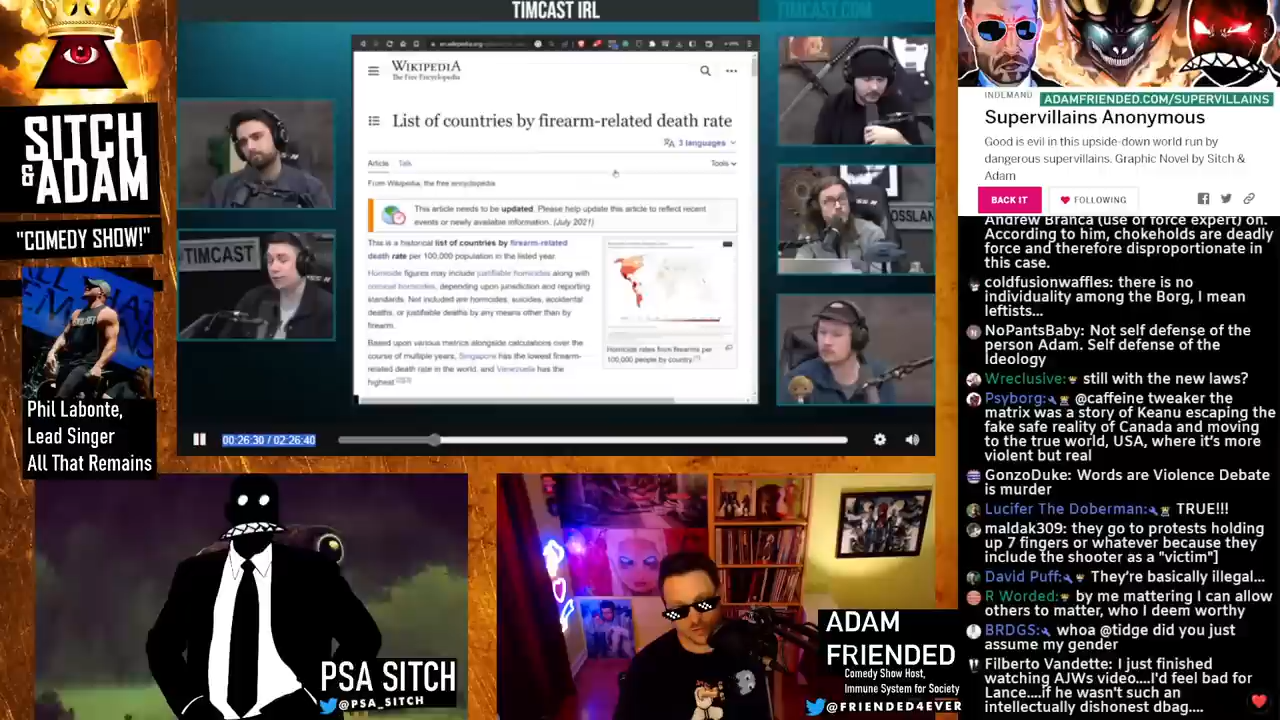 TIMCAST IRL
TIMCAST.COM
SITCH
& ADAM
"COMEDY SHOW!"
Phil Labonte,
Lead Singer
All That Remains
TIMCAST
WIKIPEDIA
The Free Encyclopedia
List of countries by firearm-related death rate
3 languages
Article Talk
Tools
From Wikipedia, the free encyclopedia
This article needs to be updated. Please help update this article to reflect recent
events or newly available information. (July 2021)
This is a historical list of countries by firearm-related
death rate per 100,000 population in the listed year.
Homicide figures may include justifiable homicides along with
criminal homicides, depending upon jurisdiction and reporting
standards. Not included are homicides, suicides, accidental
deaths, or justifiable deaths by any means other than by
firearm.
Based upon various metrics alongside calculations over the
course of multiple years, Singapore has the lowest firearm-
related death rate in the world, and Venezuela has the
highest.
Homicide rates from firearms per
100,000 people by country.
00:26:30 / 02:26:40
PSA SITCH
@PSA_SITCH
ADAM
FRIENDED
Comedy Show Host,
Immune System for Society
@FRIENDED4EVER
INDEMAND
ADAMFRIENDED.COM/SUPERVILLAINS
Supervillains Anonymous
Good is evil in this upside-down world run by
dangerous supervillains. Graphic Novel by Sitch &
Adam
BACK IT
FOLLOWING
Branca last
According to him chokeholds are deadly
force and that could be the crux of
this case.
coldfusionwastaken: there is no
individuality among the borg, I mean
leftists...
NoPantsBaby: Not self defense of the
person Adam. Self defense of the
ideology
Wreclusive: IL with the new laws?
Psyborg: @caffeine tweaker the
matrix was a story of Keanu escaping the
fake safe reality of Canada and moving
to the true world, USA, where it's more
violent but real
GonzoDuke: Words are Violence Debate
is murder
Lucifer The Doberman: TRUE!!!
maldak309: they go to protests holding
up 7 fingers or whatever because they
include the shooter as a "victim"]
David Puff: They're basically illegal...
R Worded: by me mattering I can allow
others to matter, who I deem worthy
BRDGS: whoa @tidge did you just
assume my gender
Filberto Vandette: I just finished
watching AJWs video....I'd feel bad for
Lance....if he wasn't such an
intellectually dishonest dbag....